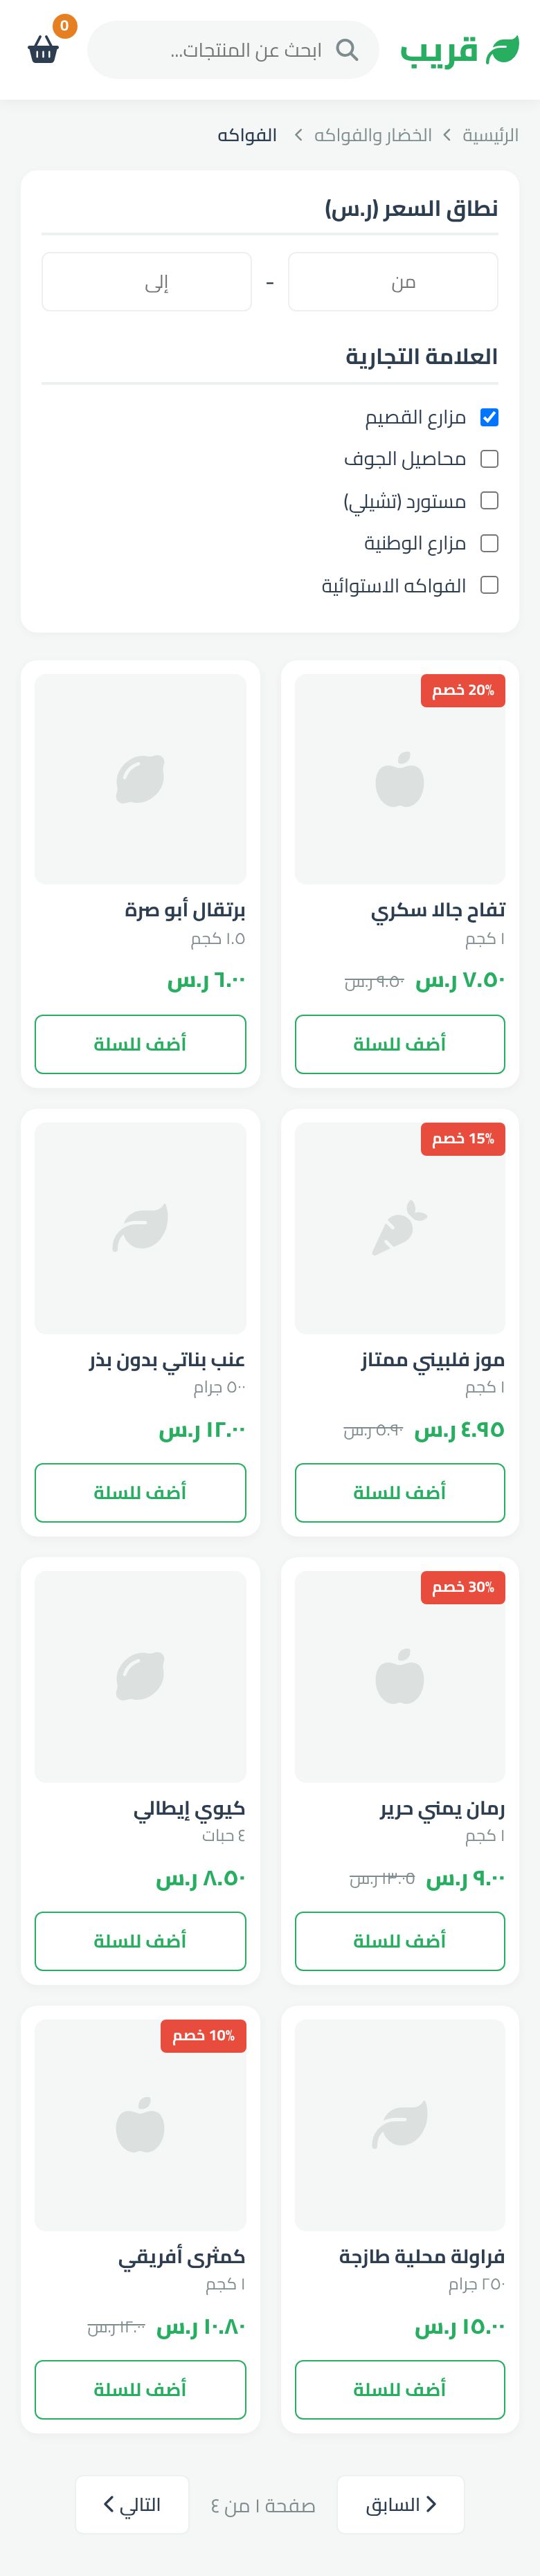 قريب
ابحث عن المنتجات...
0
الرئيسية
الخضار والفواكه
الفواكه
نطاق السعر (ر.س)
من - إلى
العلامة التجارية
مزارع القصيم
محاصيل الجوف
مستورد (تشيلي)
مزارع الوطنية
الفواكه الاستوائية
20% خصم
تفاح جالا سكري
١ كجم
٧.٥٠ ر.س ٩.٥٠ ر.س
أضف للسلة
برتقال أبو صرة
١.٥ كجم
٦.٠٠ ر.س
أضف للسلة
15% خصم
موز فلبيني ممتاز
١ كجم
٤.٩٥ ر.س ٥.٩٠ ر.س
أضف للسلة
عنب بناتي بدون بذر
٥٠٠ جرام
١٢.٠٠ ر.س
أضف للسلة
30% خصم
رمان يمني حرير
١ كجم
٩.٠٠ ر.س ١٣.٠٥ ر.س
أضف للسلة
كيوي إيطالي
٤ حبات
٨.٥٠ ر.س
أضف للسلة
فراولة محلية طازجة
٢٥٠ جرام
١٥.٠٠ ر.س
أضف للسلة
10% خصم
كمثرى أفريقي
١ كجم
١٠.٨٠ ر.س ١٢.٠٠ ر.س
أضف للسلة
السابق
صفحة ١ من ٤
التالي